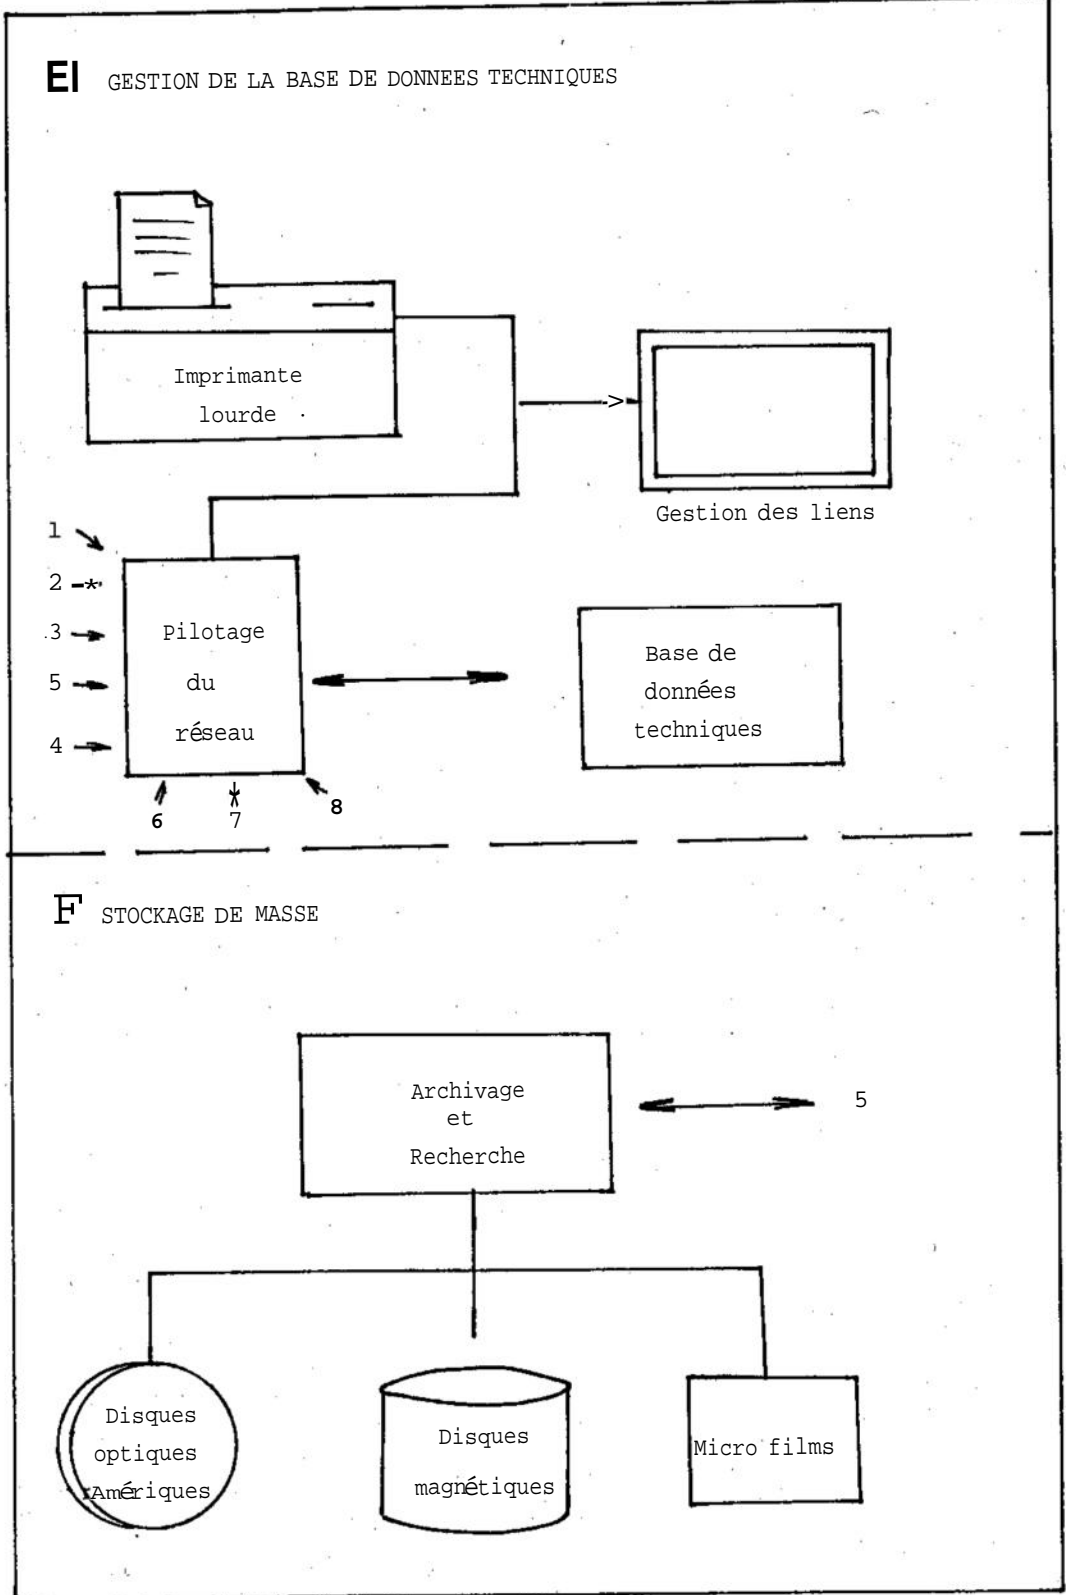 EI GESTION DE LA BASE DE DONNEES TECHNIQUES
Imprimante
lourde
Gestion des liens
1
2
3
5
4
Pilotage
du
réseau
6
7
8
Base de
données
techniques
F STOCKAGE DE MASSE
Archivage
et
Recherche
5
Disques
optiques
Amériques
Disques
magnétiques
Micro films